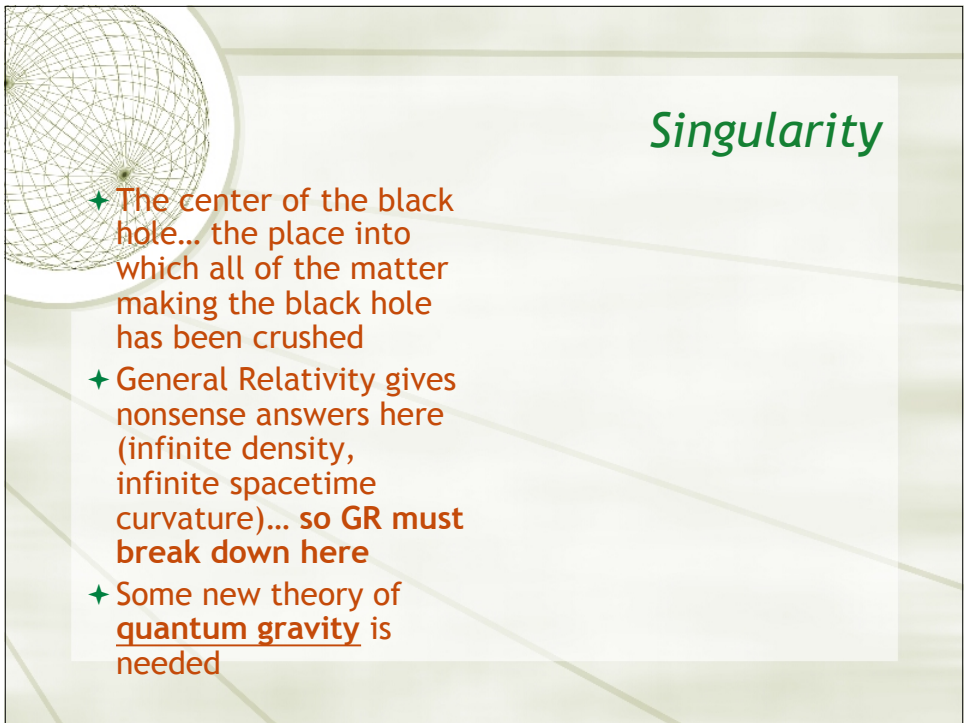 Singularity
The center of the black
hole… the place into
which all of the matter
making the black hole
has been crushed
General Relativity gives
nonsense answers here
(infinite density,
infinite spacetime
curvature)… so GR must
break down here
Some new theory of
quantum gravity is
needed